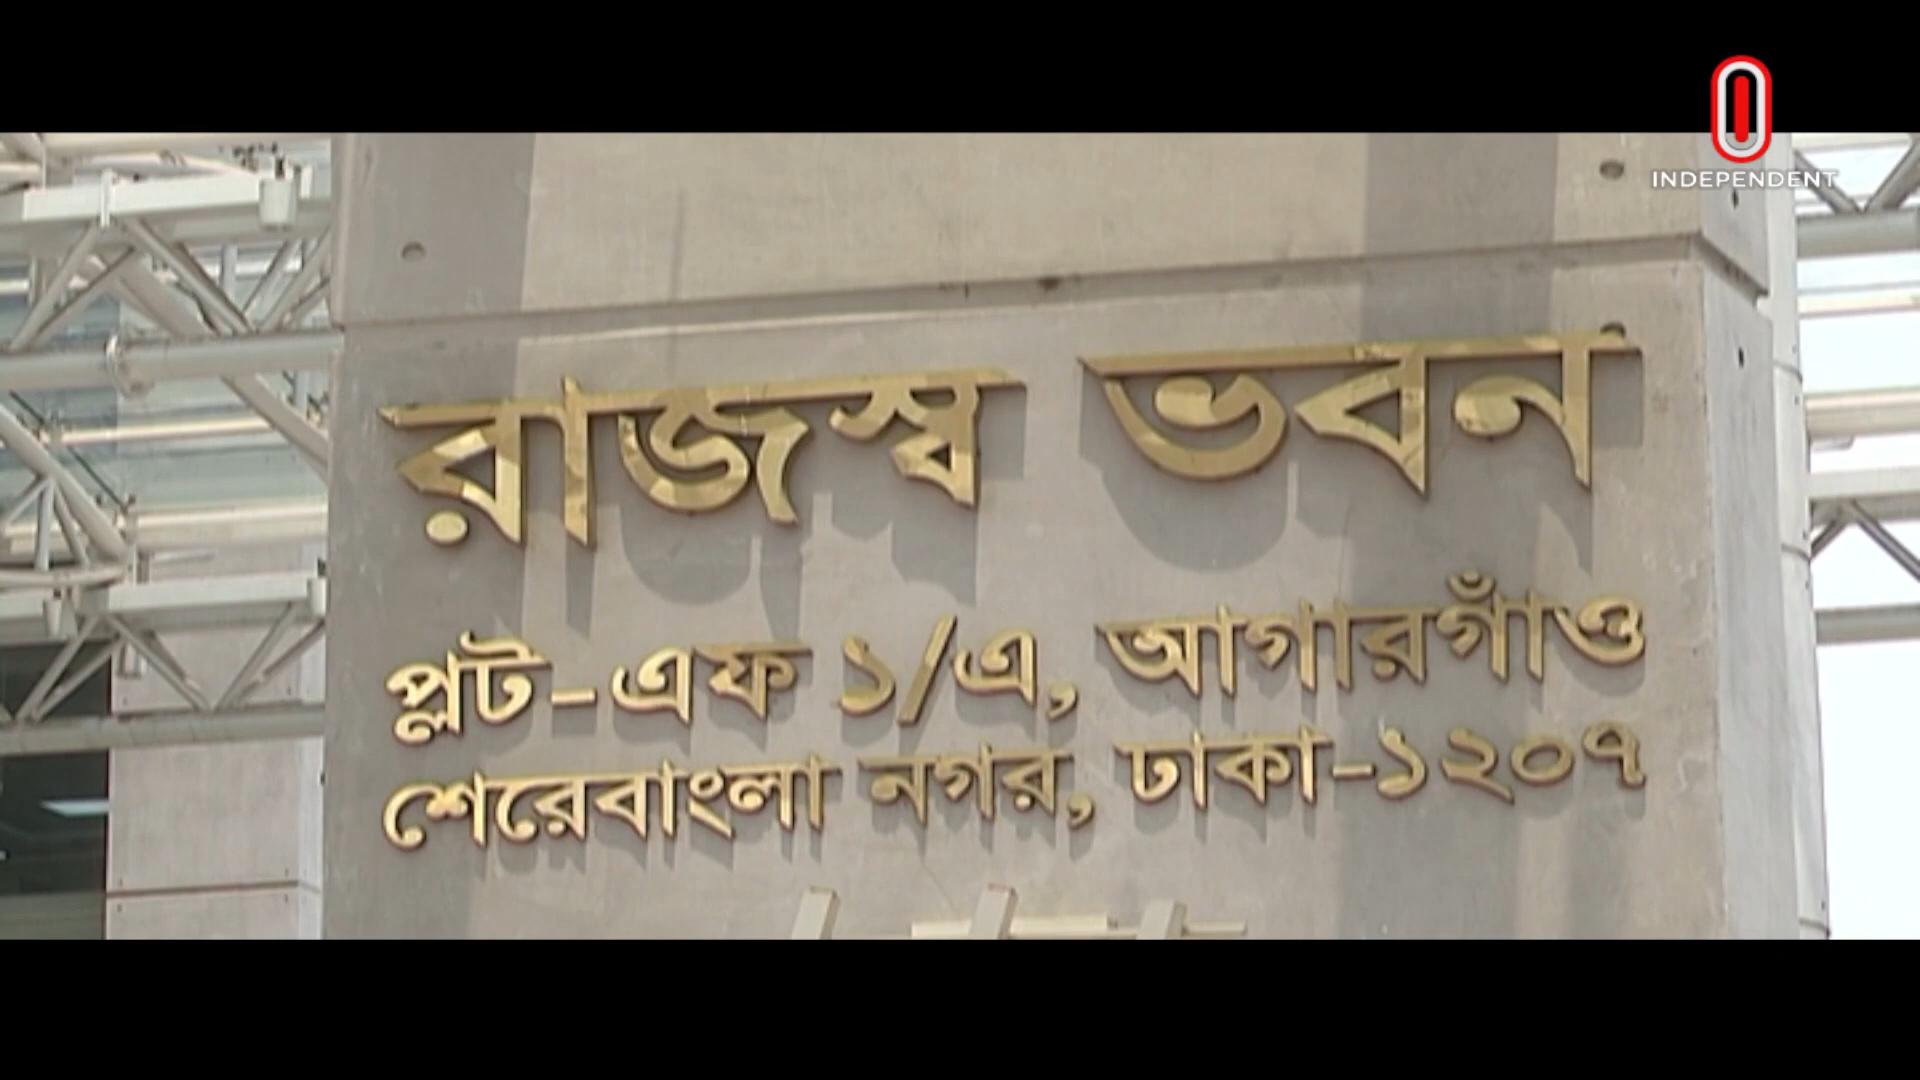 INDEPENDENT
রাজস্ব ভবন
প্লট-এফ ১/এ, আগারগাঁও
শেরেবাংলা নগর, ঢাকা-১২০৭